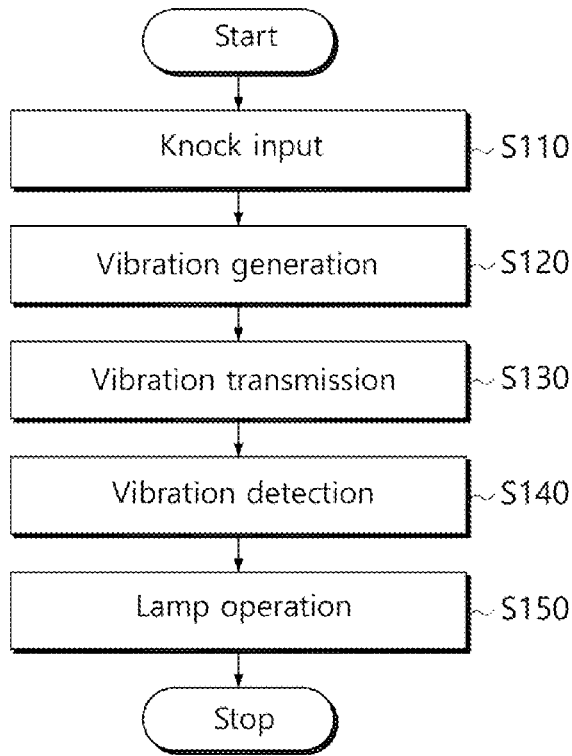 Start
Knock input
S110
Vibration generation
S120
Vibration transmission
S130
Vibration detection
S140
Lamp operation
S150
Stop